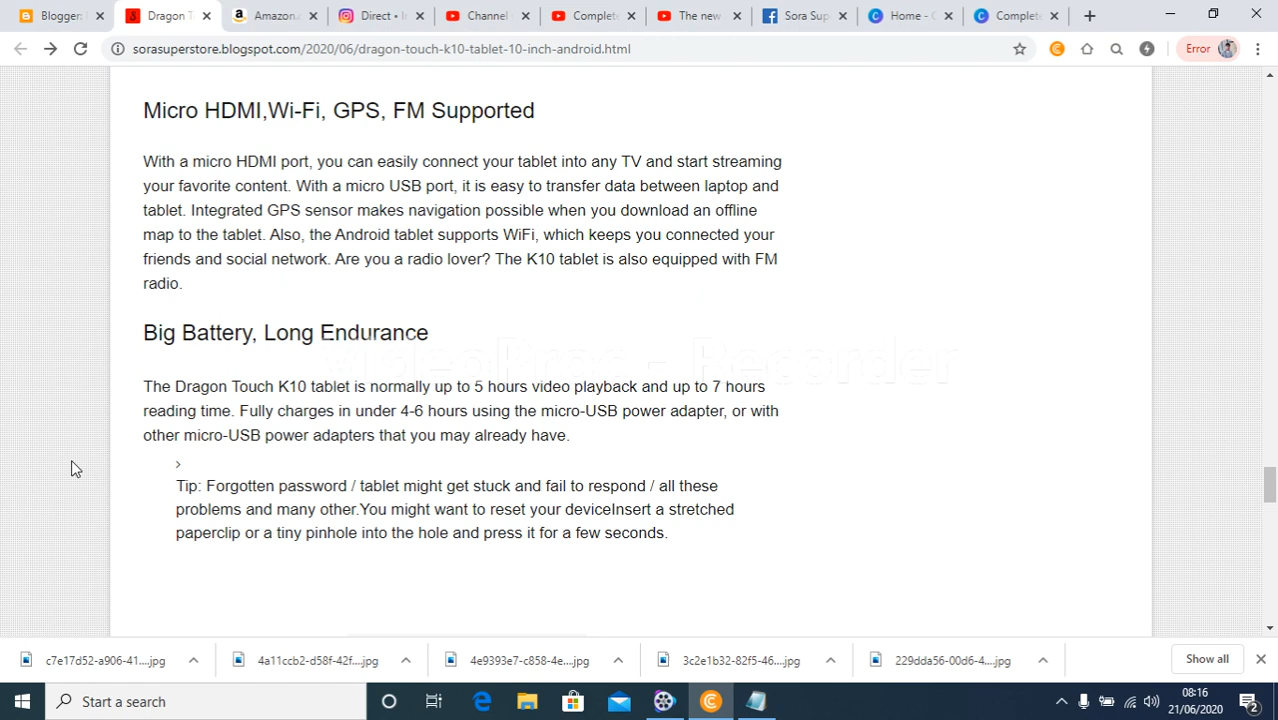 Blogger:
Dragon T
Amazon.c
Direct • In
Channel
Complete
The new
Sora Sup
Home - C
Complete
sorasuperstore.blogspot.com/2020/06/dragon-touch-k10-tablet-10-inch-android.html
Error
Micro HDMI,Wi-Fi, GPS, FM Supported
With a micro HDMI port, you can easily connect your tablet into any TV and start streaming
your favorite content. With a micro USB port, it is easy to transfer data between laptop and
tablet. Integrated GPS sensor makes navigation possible when you download an offline
map to the tablet. Also, the Android tablet supports WiFi, which keeps you connected your
friends and social network. Are you a radio lover? The K10 tablet is also equipped with FM
radio.
Big Battery, Long Endurance
VideoProc - Recorder
The Dragon Touch K10 tablet is normally up to 5 hours video playback and up to 7 hours
reading time. Fully charges in under 4-6 hours using the micro-USB power adapter, or with
other micro-USB power adapters that you may already have.
Tip: Forgotten password / tablet might get stuck and fail to respond / all these
problems and many other.You might want to reset your deviceInsert a stretched
paperclip or a tiny pinhole into the hole and press it for a few seconds.
c7e17d52-a906-41....jpg
4a11ccb2-d58f-42f....jpg
4e9393e7-c858-4e....jpg
3c2e1b32-82f5-46....jpg
229dda56-00d6-4....jpg
Show all
Start a search
08:16
21/06/2020
2